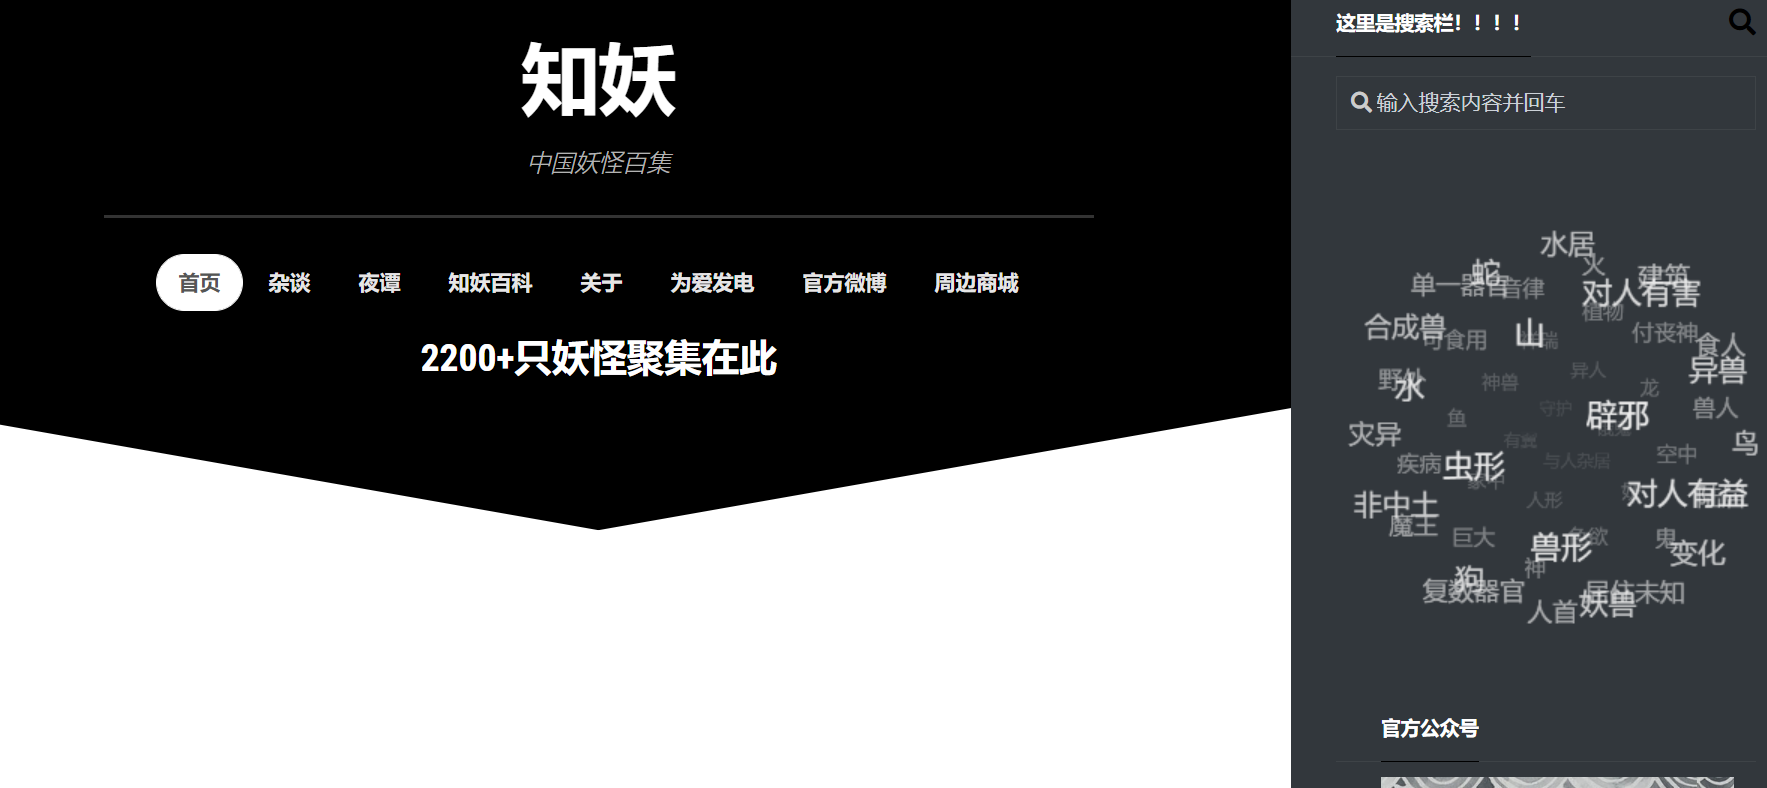 知妖
中国妖怪百集
首页 杂谈 夜谭 知妖百科 关于 为爱发电 官方微博 周边商城
2200+只妖怪聚集在此
这里是搜索栏！！！！
输入搜索内容并回车
水居
火
蛇
建筑
单一器官
音律
对人有害
植物
合成兽
山
可食用
付丧神
食人
异兽
异人
野外
水
神兽
龙
守护
兽人
辟邪
鱼
灾异
有翼
鸟
空中
疾病
虫形
与人杂居
家中
对人有益
人形
非中土
魔王
巨大
兽形
鬼
变化
神
狗
复数器官
居住未知
妖兽
人首
官方公众号